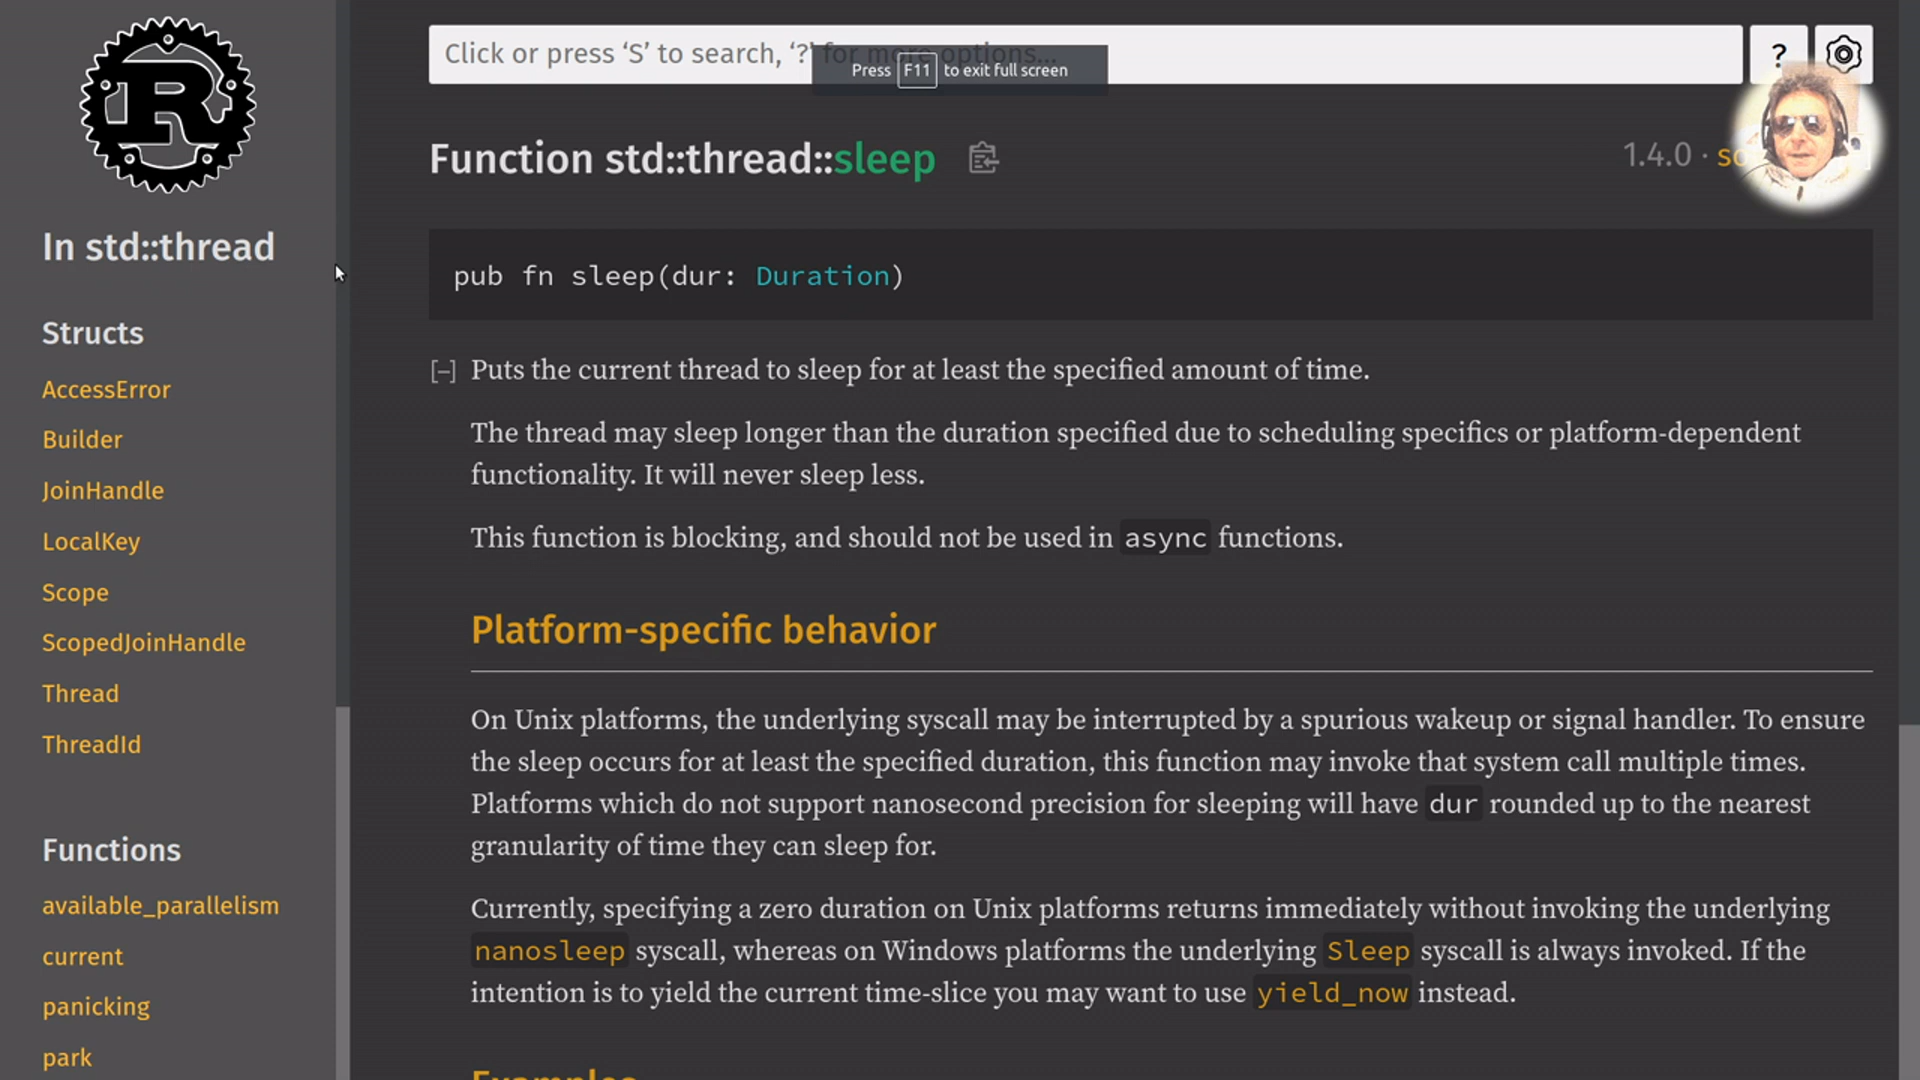 R
In std::thread
Structs
AccessError
Builder
JoinHandle
LocalKey
Scope
ScopedJoinHandle
Thread
ThreadId
Functions
available_parallelism
current
panicking
park
Click or press ‘S’ to search, ‘?’ for more options...
Press F11 to exit full screen
?
Function std::thread::sleep
1.4.0 ·
pub fn sleep(dur: Duration)
[−] Puts the current thread to sleep for at least the specified amount of time.
The thread may sleep longer than the duration specified due to scheduling specifics or platform-dependent
functionality. It will never sleep less.
This function is blocking, and should not be used in async functions.
Platform-specific behavior
On Unix platforms, the underlying syscall may be interrupted by a spurious wakeup or signal handler. To ensure
the sleep occurs for at least the specified duration, this function may invoke that system call multiple times.
Platforms which do not support nanosecond precision for sleeping will have dur rounded up to the nearest
granularity of time they can sleep for.
Currently, specifying a zero duration on Unix platforms returns immediately without invoking the underlying
nanosleep syscall, whereas on Windows platforms the underlying Sleep syscall is always invoked. If the
intention is to yield the current time-slice you may want to use yield_now instead.
Examples